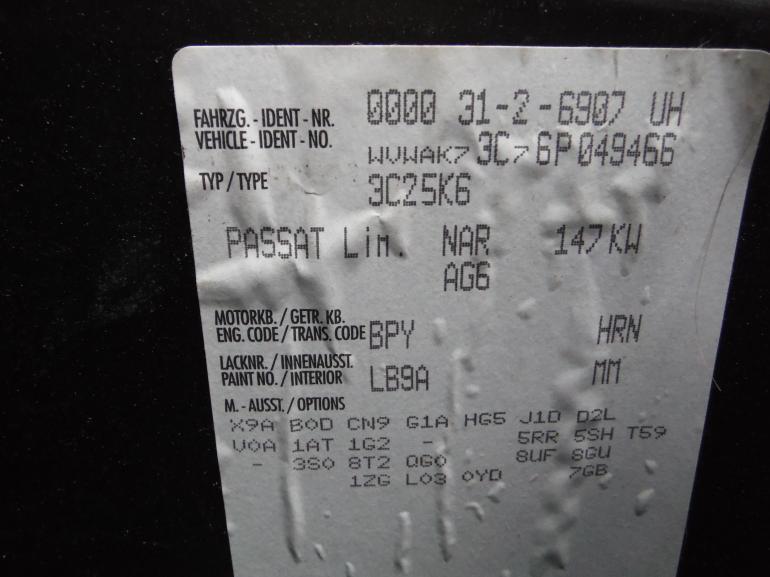 FAHRZG. - IDENT - NR. 0000 31-2-6907 UH
VEHICLE - IDENT - NO. WVWAK73C76P049466
TYP / TYPE 3C25K6
PASSAT Lim. NAR 147KW
AG6
MOTORKB. / GETR. KB.
ENG. CODE / TRANS. CODE BPY HRN
LACKNR. / INNENAUSST.
PAINT NO. / INTERIOR LB9A MM
M. - AUSST. / OPTIONS
X9A B0D CN9 G1A HG5 J1D D2L
V0A 1AT 1G2 - 5RR 5SH T59
- 3S0 8T2 QG0 8UF 8GU
1ZG L03 0YD 7GB